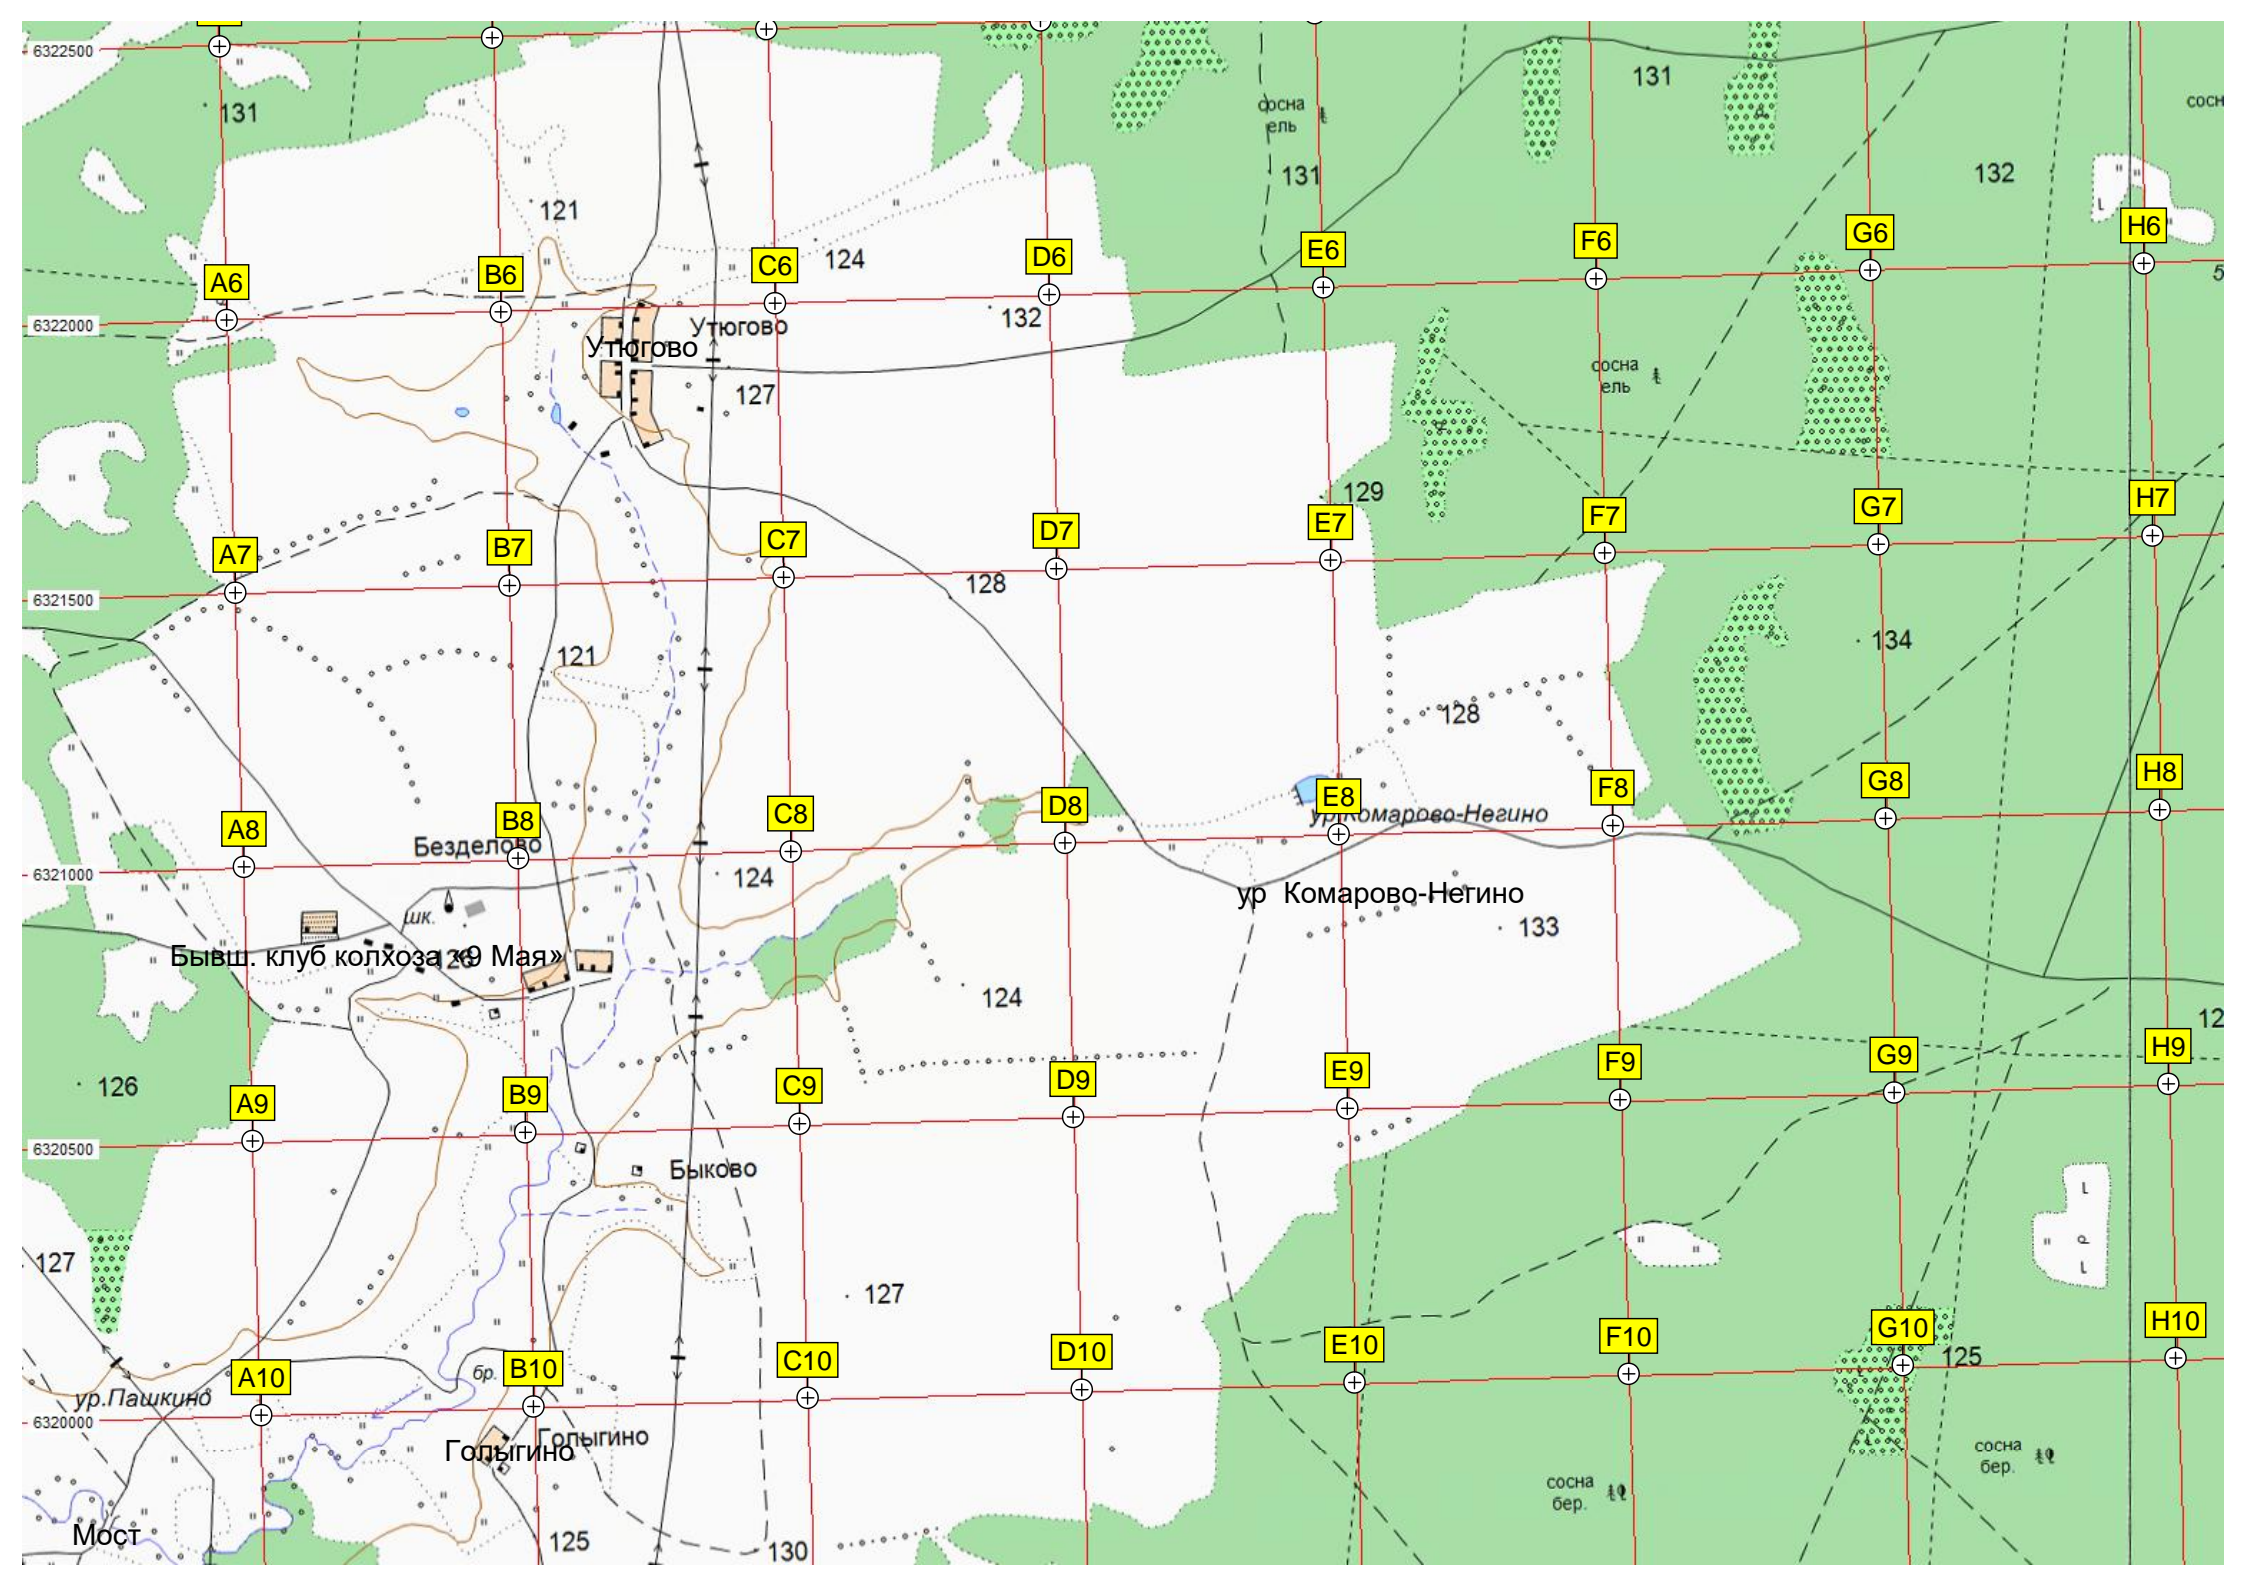 6322500
131
131
сосна
ель
131
132
сосн
121
124
A6
B6
C6
D6
E6
F6
G6
H6
5
6322000
Утюгово
Утюгово
132
127
сосна
ель
129
A7
B7
C7
D7
E7
F7
G7
H7
6321500
128
121
134
128
A8
B8
C8
D8
E8
F8
G8
H8
Безделово
ур.Комарово-Негино
6321000
124
ур Комарово-Негино
шк.
133
Бывш. клуб колхоза «9 Мая»
126
124
12
126
A9
B9
C9
D9
E9
F9
G9
H9
6320500
Быково
127
127
A10
B10
C10
D10
E10
F10
G10
H10
125
бр.
ур.Пашкино
6320000
Голыгино
Голыгино
сосна
бер.
сосна
бер.
Мост
125
130